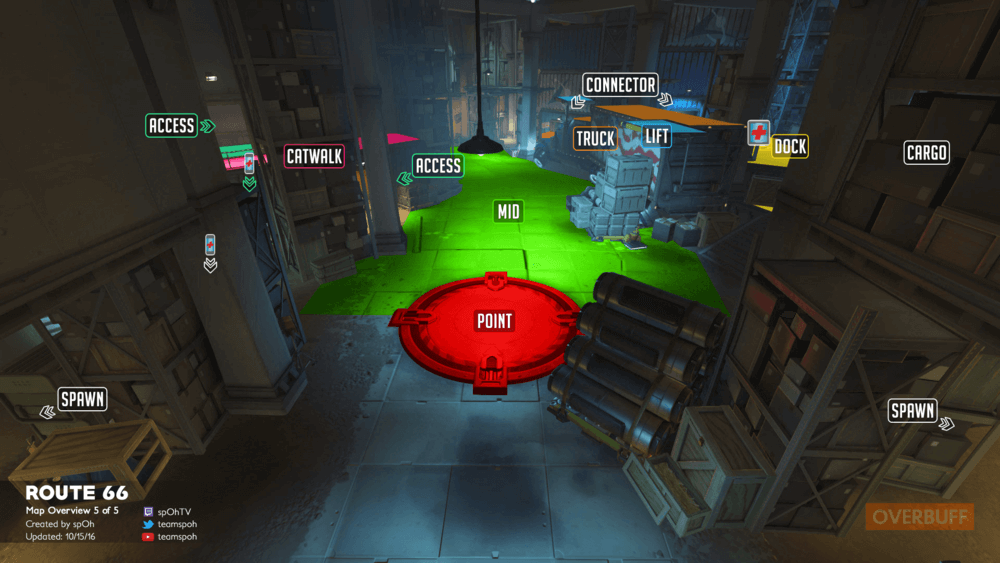 CONNECTOR
ACCESS
CATWALK
ACCESS
TRUCK
LIFT
DOCK
CARGO
MID
POINT
SPAWN
SPAWN
ROUTE 66
Map Overview 5 of 5
Created by spOh
Updated: 10/15/16
spOhTV
teamspoh
teamspoh
OVERBUFF